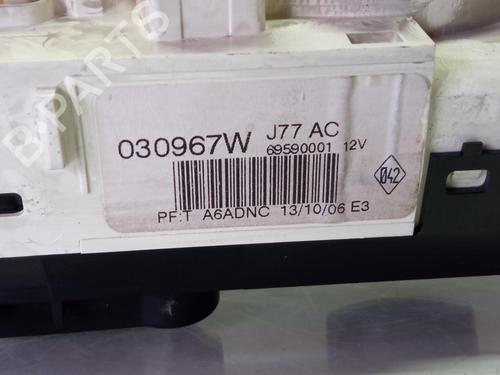 030967W J77 AC
69590001 12V
042
PF:T A6ADNC 13/10/06 E3
B-PARTS